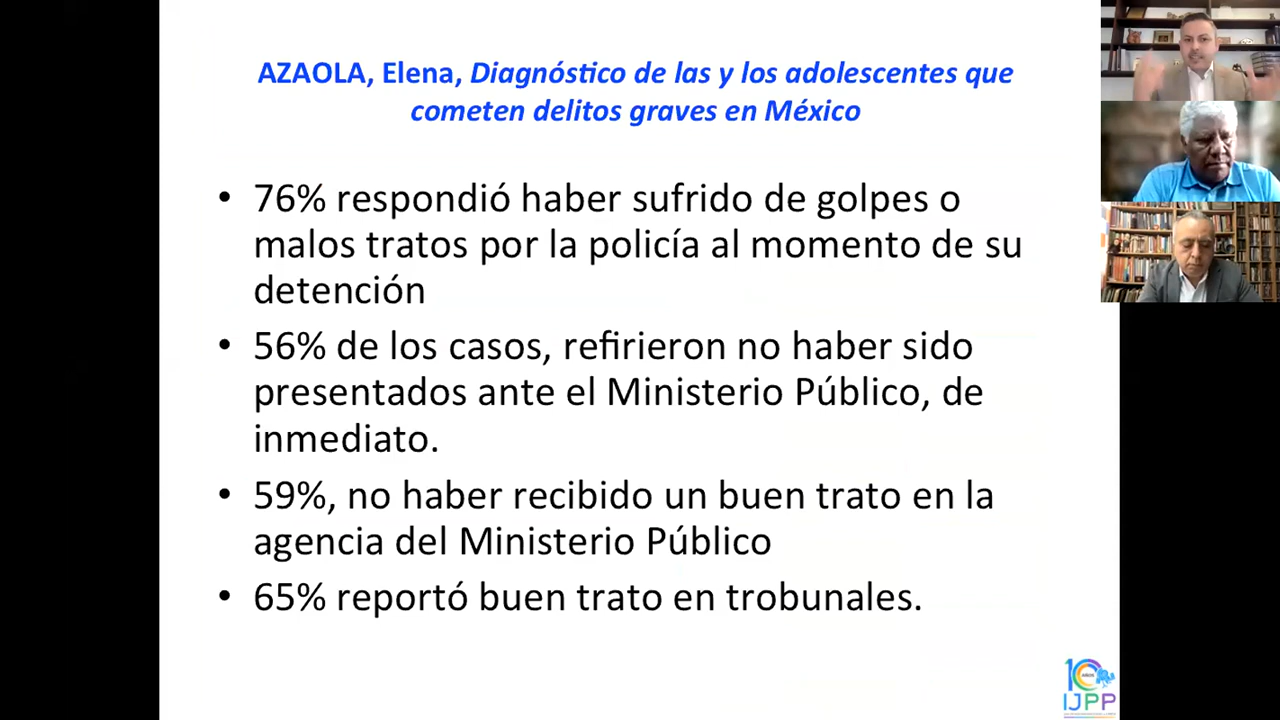 AZAOLA, Elena, Diagnóstico de las y los adolescentes que
cometen delitos graves en México
• 76% respondió haber sufrido de golpes o
malos tratos por la policía al momento de su
detención
• 56% de los casos, refirieron no haber sido
presentados ante el Ministerio Público, de
inmediato.
• 59%, no haber recibido un buen trato en la
agencia del Ministerio Público
• 65% reportó buen trato en trobunales.
10
AÑOS
IJPP